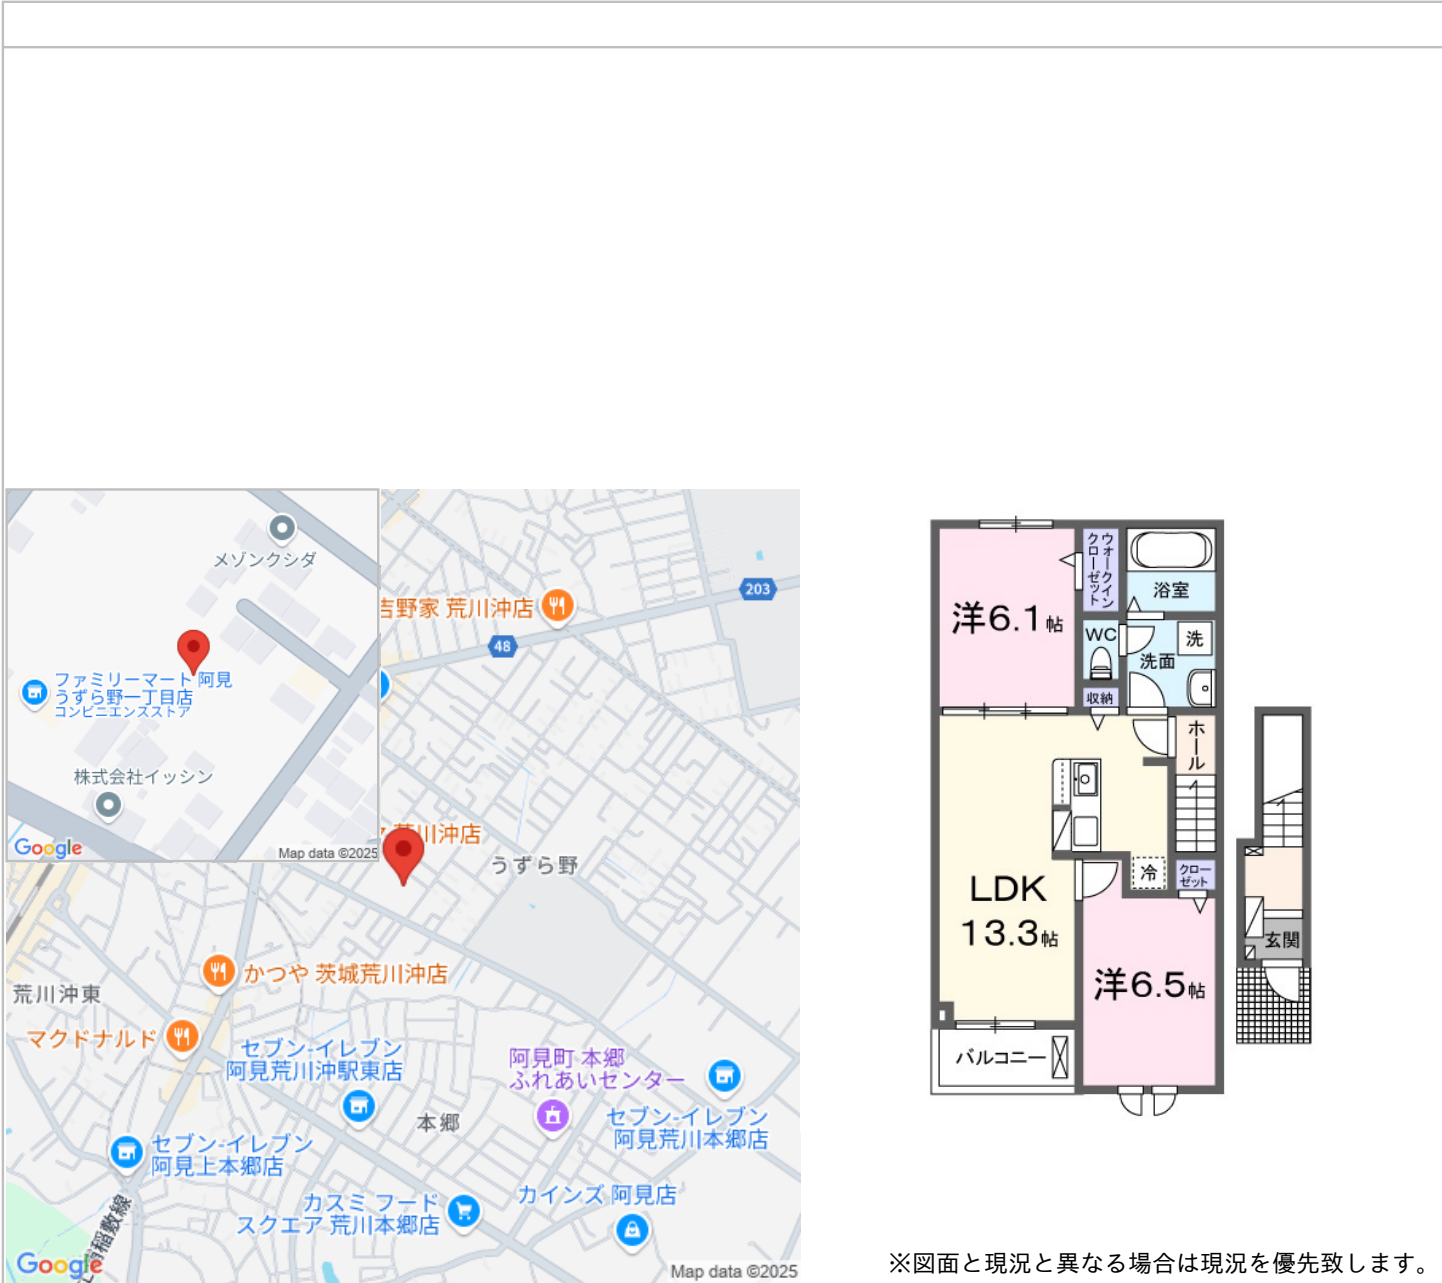 メゾンクシダ
ファミリーマート 阿見
うずら野一丁目店
コンビニエンスストア
株式会社イッシン
Google
Map data ©2025
吉野家 荒川沖店
203
48
荒川沖店
うずら野
かつや 茨城荒川沖店
荒川沖東
マクドナルド
セブン-イレブン
阿見荒川沖駅東店
阿見町 本郷
ふれあいセンター
本郷
セブン-イレブン
阿見荒川本郷店
セブン-イレブン
阿見上本郷店
カスミ フード
スクエア 荒川本郷店
カインズ 阿見店
稲敷線
Google
Map data ©2025
洋6.1帖
ウォークイン
クローゼット
浴室
WC
洗
洗面
収納
ホール
冷
クロー
ゼット
LDK
13.3帖
洋6.5帖
バルコニー
玄関
※図面と現況と異なる場合は現況を優先致します。